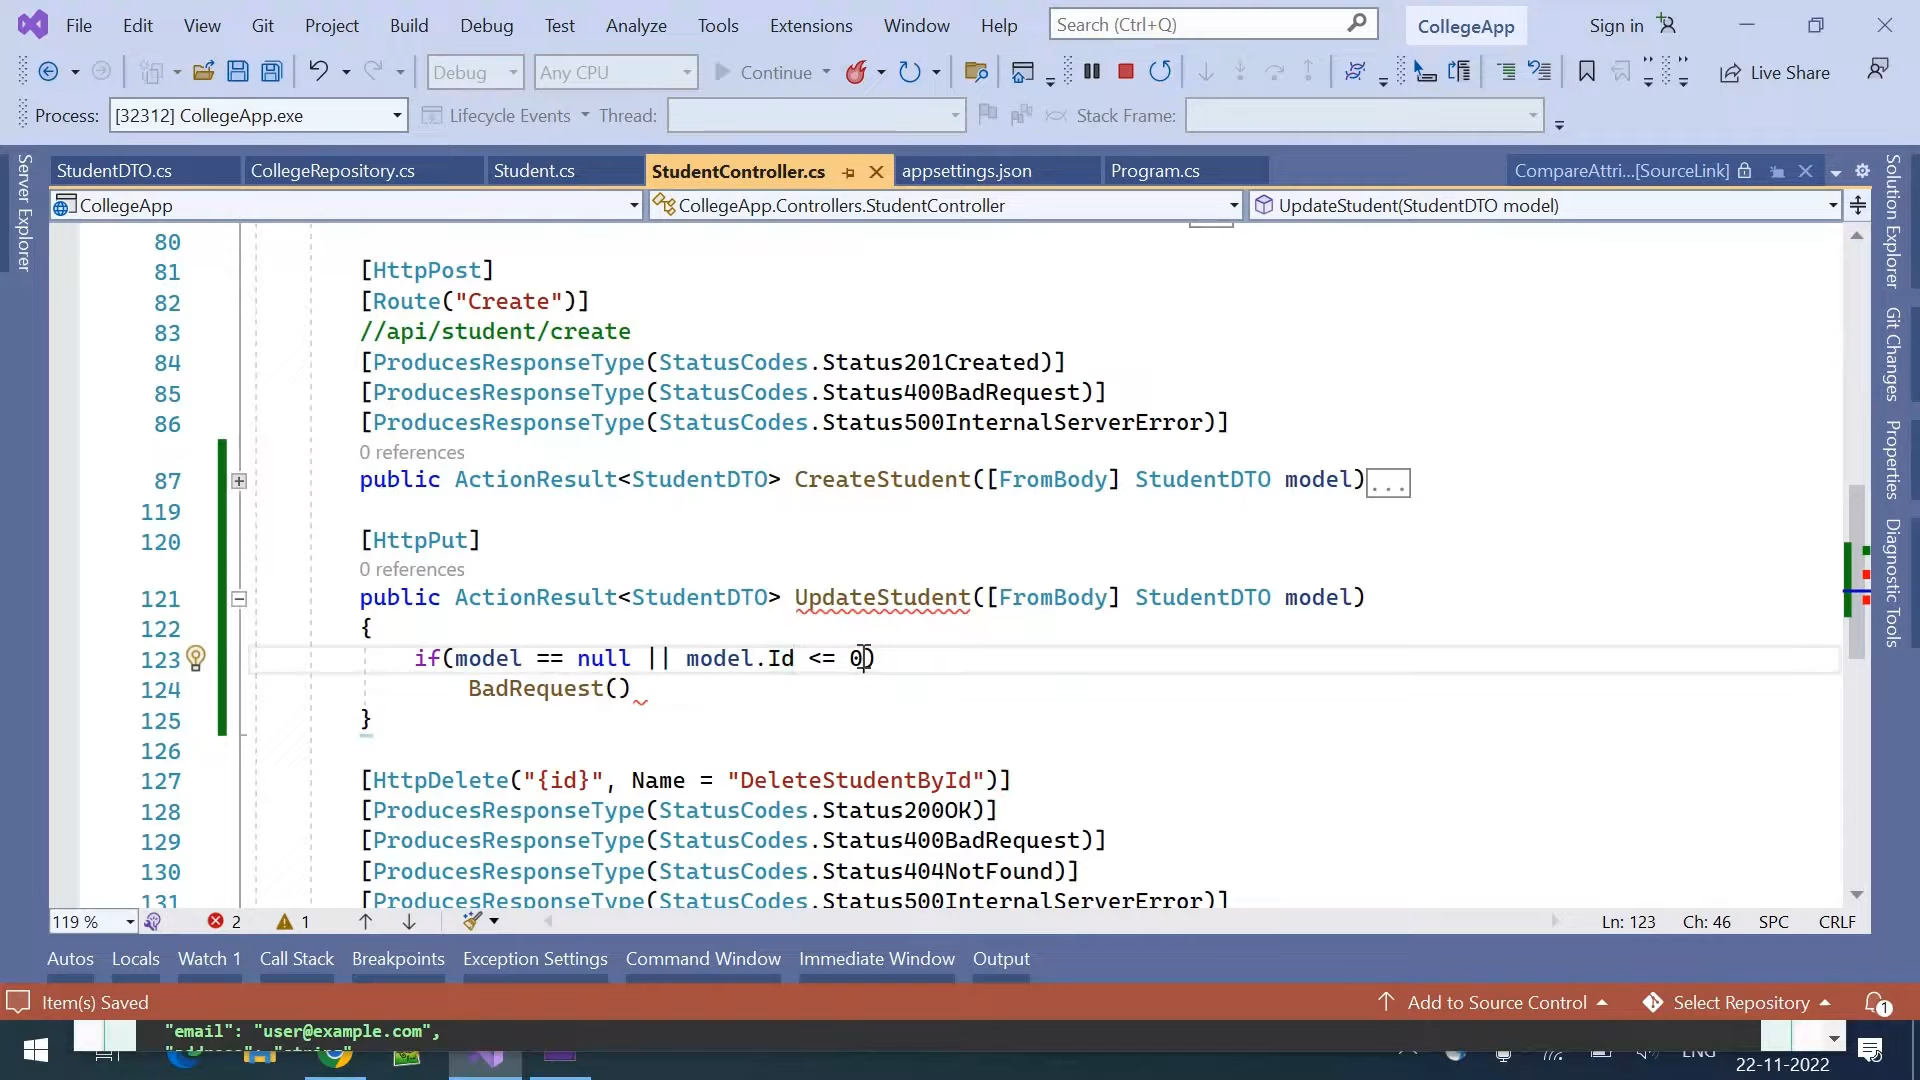 File Edit View Git Project Build Debug Test Analyze Tools Extensions Window Help Search (Ctrl+Q) CollegeApp Sign in
Debug Any CPU Continue Live Share
Process: [32312] CollegeApp.exe Lifecycle Events Thread: Stack Frame:
StudentDTO.cs CollegeRepository.cs Student.cs StudentController.cs appsettings.json Program.cs CompareAttri...[SourceLink]
CollegeApp CollegeApp.Controllers.StudentController UpdateStudent(StudentDTO model)
Server Explorer
Solution Explorer
Git Changes
Properties
Diagnostic Tools
80
81 [HttpPost]
82 [Route("Create")]
83 //api/student/create
84 [ProducesResponseType(StatusCodes.Status201Created)]
85 [ProducesResponseType(StatusCodes.Status400BadRequest)]
86 [ProducesResponseType(StatusCodes.Status500InternalServerError)]
0 references
87 public ActionResult<StudentDTO> CreateStudent([FromBody] StudentDTO model)...
119
120 [HttpPut]
0 references
121 public ActionResult<StudentDTO> UpdateStudent([FromBody] StudentDTO model)
122 {
123 if(model == null || model.Id <= 0)
124 BadRequest()
125 }
126
127 [HttpDelete("{id}", Name = "DeleteStudentById")]
128 [ProducesResponseType(StatusCodes.Status200OK)]
129 [ProducesResponseType(StatusCodes.Status400BadRequest)]
130 [ProducesResponseType(StatusCodes.Status404NotFound)]
131 [ProducesResponseType(StatusCodes.Status500InternalServerError)]
119 % 2 1 Ln: 123 Ch: 46 SPC CRLF
Autos Locals Watch 1 Call Stack Breakpoints Exception Settings Command Window Immediate Window Output
Item(s) Saved Add to Source Control Select Repository 1
"email": "user@example.com",
ENG
22-11-2022